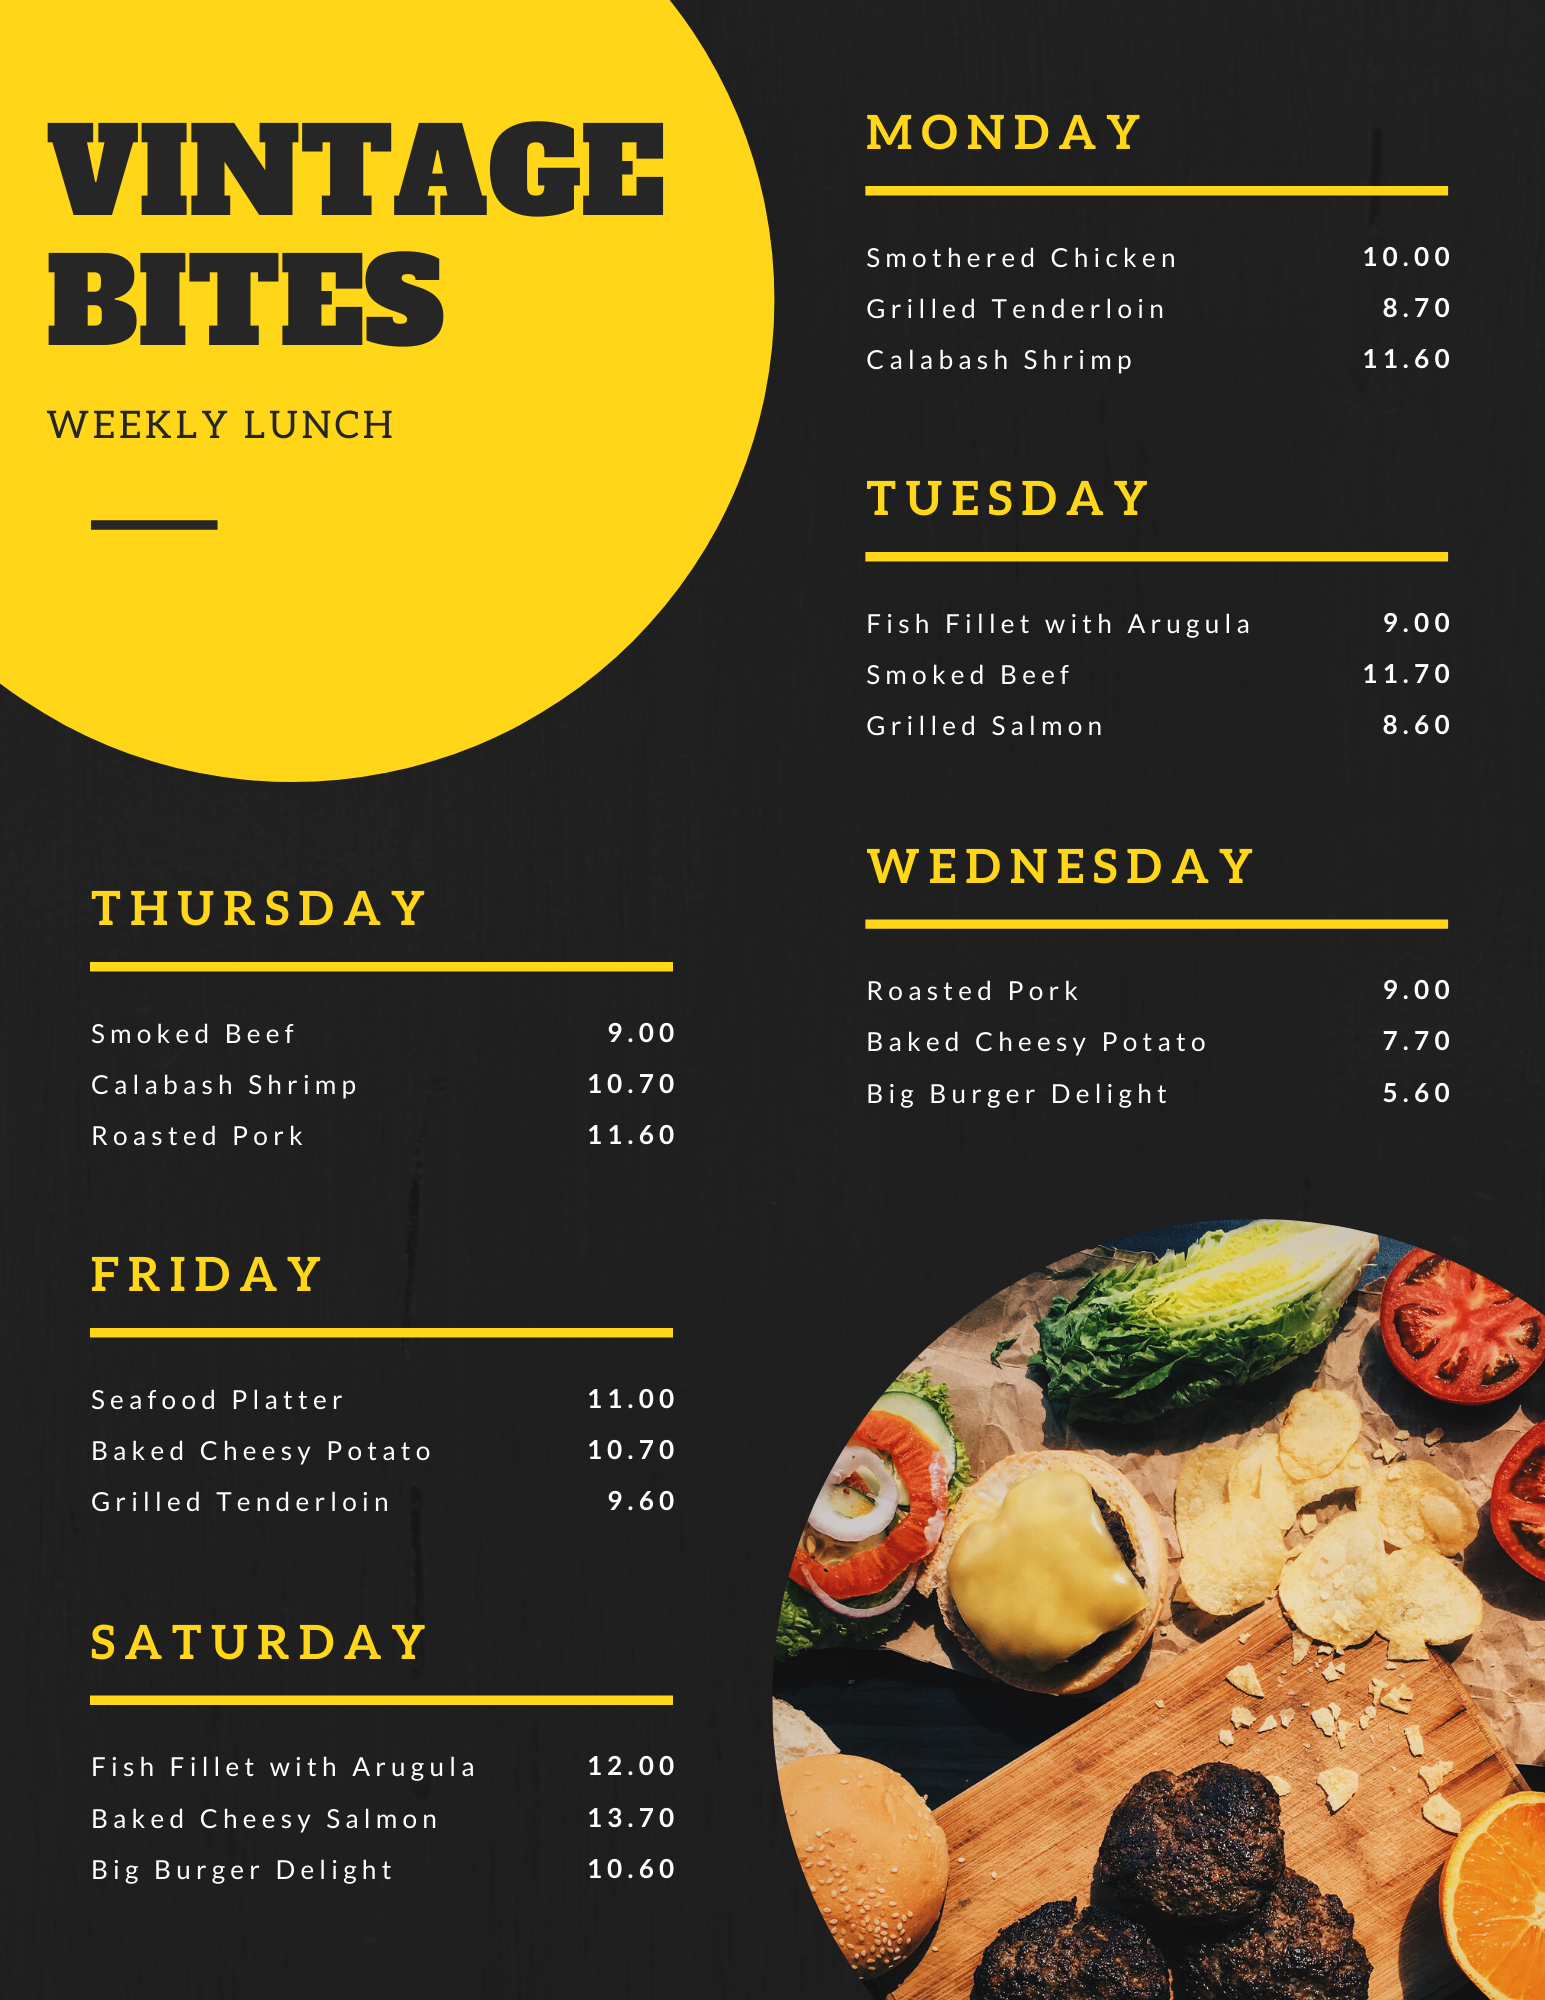 VINTAGE
BITES
WEEKLY LUNCH
MONDAY
Smothered Chicken 10.00
Grilled Tenderloin 8.70
Calabash Shrimp 11.60
TUESDAY
Fish Fillet with Arugula 9.00
Smoked Beef 11.70
Grilled Salmon 8.60
WEDNESDAY
Roasted Pork 9.00
Baked Cheesy Potato 7.70
Big Burger Delight 5.60
THURSDAY
Smoked Beef 9.00
Calabash Shrimp 10.70
Roasted Pork 11.60
FRIDAY
Seafood Platter 11.00
Baked Cheesy Potato 10.70
Grilled Tenderloin 9.60
SATURDAY
Fish Fillet with Arugula 12.00
Baked Cheesy Salmon 13.70
Big Burger Delight 10.60